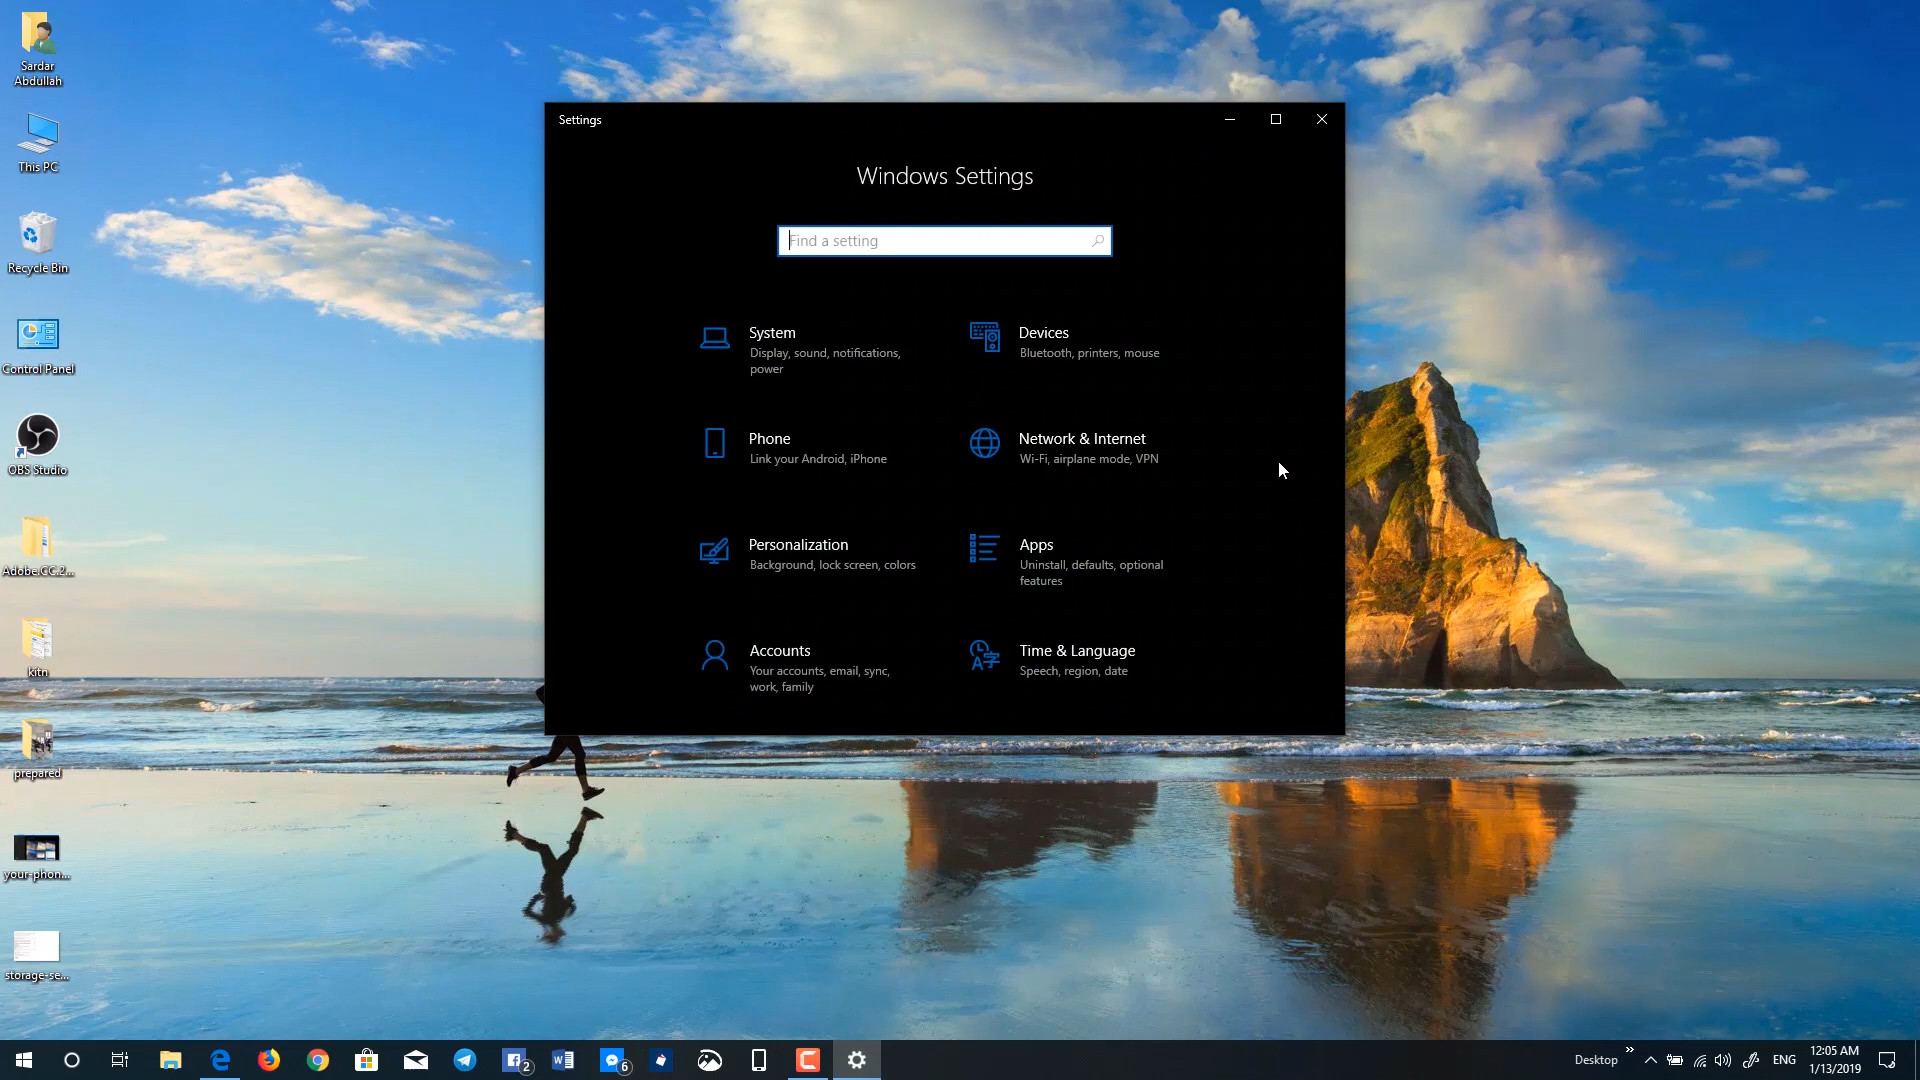 Sardar
Abdullah
This PC
Recycle Bin
Control Panel
OBS Studio
Adobe.CC.2...
kitn
prepared
your-phon...
storage-se...
Settings
Windows Settings
Find a setting
System
Display, sound, notifications,
power
Devices
Bluetooth, printers, mouse
Phone
Link your Android, iPhone
Network & Internet
Wi-Fi, airplane mode, VPN
Personalization
Background, lock screen, colors
Apps
Uninstall, defaults, optional
features
Accounts
Your accounts, email, sync,
work, family
Time & Language
Speech, region, date
2
6
Desktop
ENG
12:05 AM
1/13/2019